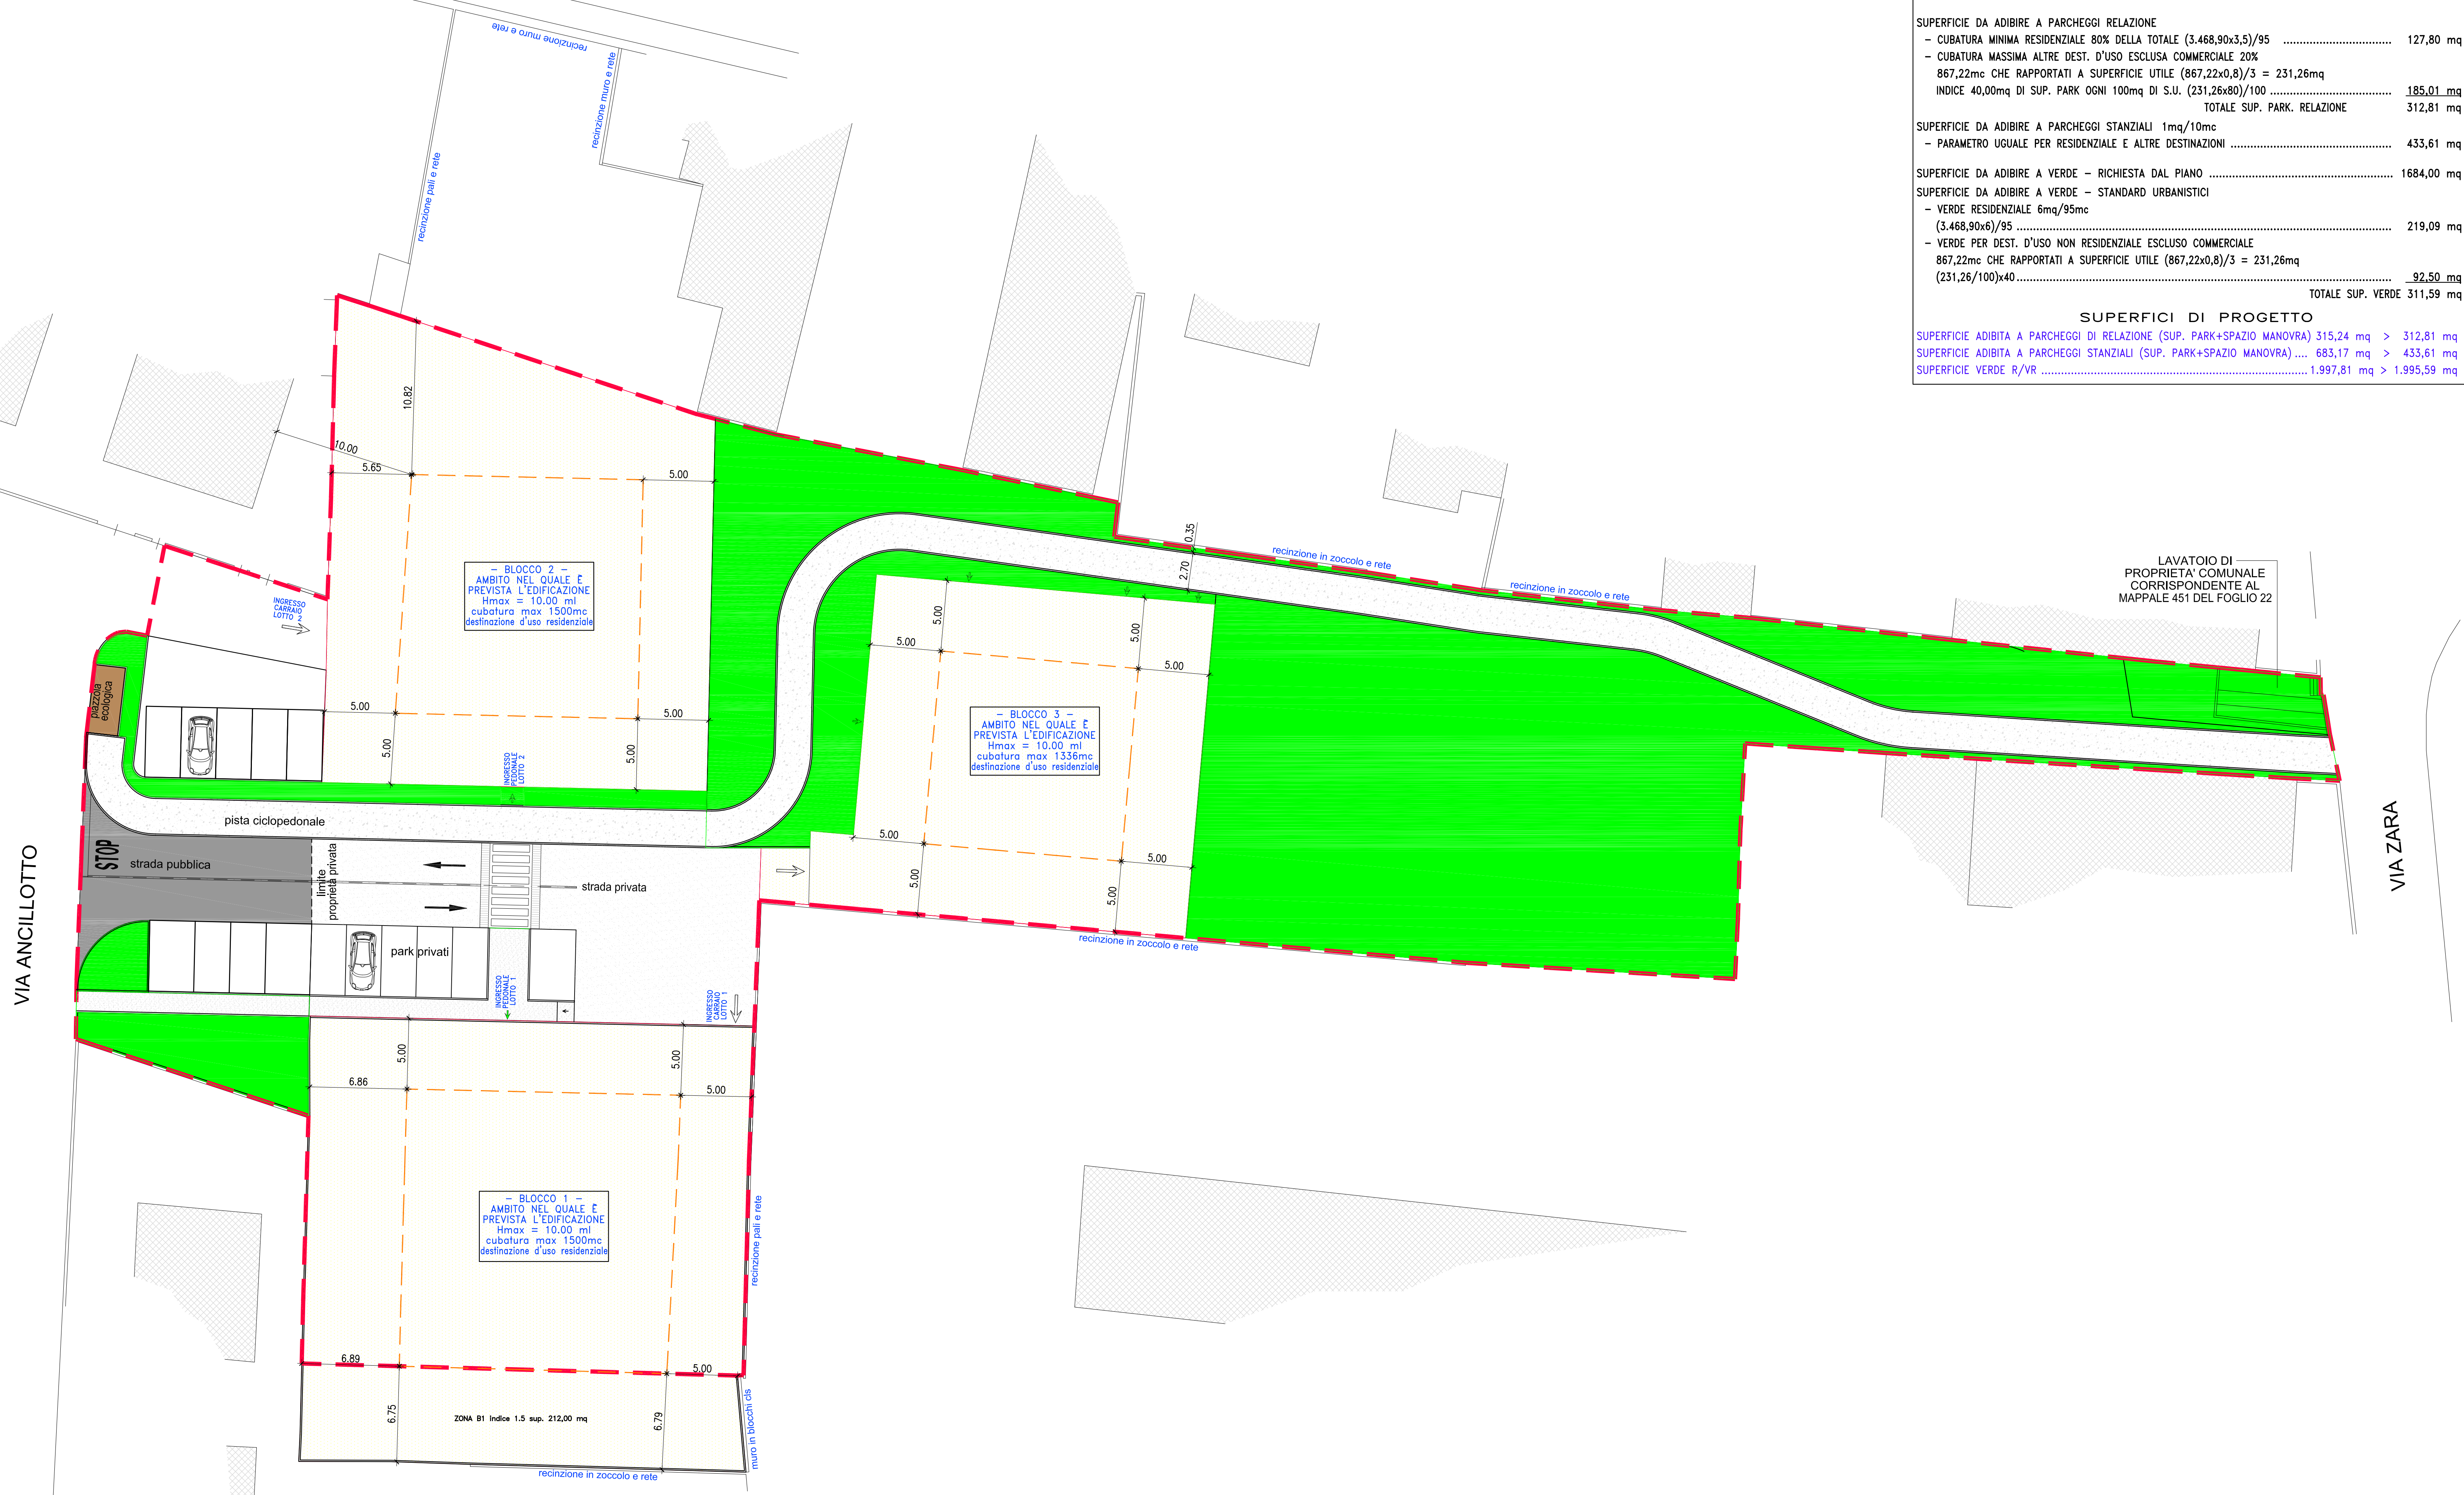 SUPERFICIE DA ADIBIRE A PARCHEGGI RELAZIONE
- CUBATURA MINIMA RESIDENZIALE 80% DELLA TOTALE (3.468,90x3,5)/95 ................................. 127,80 mq
- CUBATURA MASSIMA ALTRE DEST. D'USO ESCLUSA COMMERCIALE 20%
867,22mc CHE RAPPORTATI A SUPERFICIE UTILE (867,22x0,8)/3 = 231,26mq
INDICE 40,00mq DI SUP. PARK OGNI 100mq DI S.U. (231,26x80)/100 ..................................... 185,01 mq
TOTALE SUP. PARK. RELAZIONE 312,81 mq
SUPERFICIE DA ADIBIRE A PARCHEGGI STANZIALI 1mq/10mc
- PARAMETRO UGUALE PER RESIDENZIALE E ALTRE DESTINAZIONI ................................................. 433,61 mq
SUPERFICIE DA ADIBIRE A VERDE - RICHIESTA DAL PIANO ........................................................ 1684,00 mq
SUPERFICIE DA ADIBIRE A VERDE - STANDARD URBANISTICI
- VERDE RESIDENZIALE 6mq/95mc
(3.468,90x6)/95 .................................................................................................................. 219,09 mq
- VERDE PER DEST. D'USO NON RESIDENZIALE ESCLUSO COMMERCIALE
867,22mc CHE RAPPORTATI A SUPERFICIE UTILE (867,22x0,8)/3 = 231,26mq
(231,26/100)x40.................................................................................................................. 92,50 mq
TOTALE SUP. VERDE 311,59 mq
SUPERFICI DI PROGETTO
SUPERFICIE ADIBITA A PARCHEGGI DI RELAZIONE (SUP. PARK+SPAZIO MANOVRA) 315,24 mq > 312,81 mq
SUPERFICIE ADIBITA A PARCHEGGI STANZIALI (SUP. PARK+SPAZIO MANOVRA) .... 683,17 mq > 433,61 mq
SUPERFICIE VERDE R/VR ................................................................................. 1.997,81 mq > 1.995,59 mq
recinzione muro e rete
recinzione muro e rete
recinzione pali e rete
10.82
10.00
5.65
5.00
- BLOCCO 2 -
AMBITO NEL QUALE È
PREVISTA L'EDIFICAZIONE
Hmax = 10.00 ml
cubatura max 1500mc
destinazione d'uso residenziale
INGRESSO
CARRAIO
LOTTO 2
5.00
5.00
5.00
5.00
INGRESSO
PEDONALE
LOTTO 2
piazzola
ecologica
pista ciclopedonale
0.35
2.70
recinzione in zoccolo e rete
recinzione in zoccolo e rete
LAVATOIO DI
PROPRIETA' COMUNALE
CORRISPONDENTE AL
MAPPALE 451 DEL FOGLIO 22
5.00
5.00
5.00
5.00
- BLOCCO 3 -
AMBITO NEL QUALE È
PREVISTA L'EDIFICAZIONE
Hmax = 10.00 ml
cubatura max 1336mc
destinazione d'uso residenziale
5.00
5.00
5.00
5.00
recinzione in zoccolo e rete
VIA ZARA
VIA ANCILLOTTO
STOP
strada pubblica
limite
proprietà privata
strada privata
park privati
INGRESSO
PEDONALE
LOTTO 1
INGRESSO
CARRAIO
LOTTO 1
5.00
5.00
6.86
5.00
- BLOCCO 1 -
AMBITO NEL QUALE È
PREVISTA L'EDIFICAZIONE
Hmax = 10.00 ml
cubatura max 1500mc
destinazione d'uso residenziale
recinzione pali e rete
6.89
5.00
6.75
6.79
ZONA B1 indice 1.5 sup. 212,00 mq
muro in blocchi cls
recinzione in zoccolo e rete